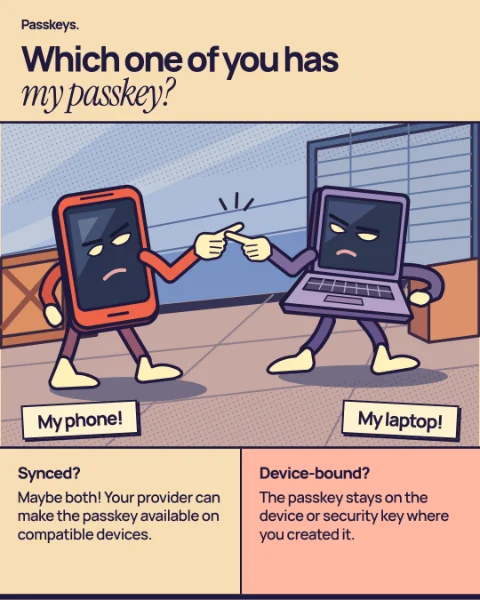 Passkeys.
Which one of you has
my passkey?
My phone!
My laptop!
Synced?
Maybe both! Your provider can
make the passkey available on
compatible devices.
Device-bound?
The passkey stays on the
device or security key where
you created it.